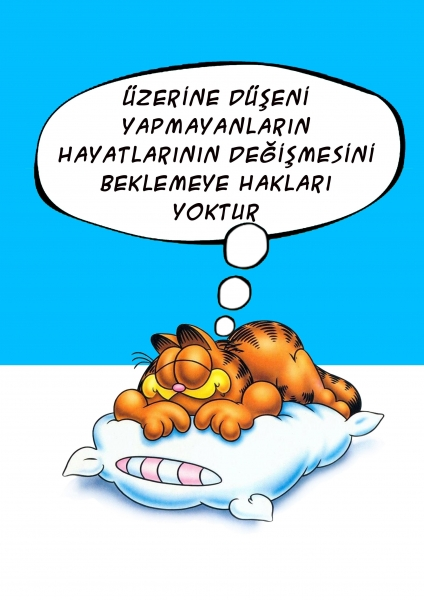 ÜZERİNE DÜŞENİ
YAPMAYANLARIN
HAYATLARININ DEĞİŞMESİNİ
BEKLEMEYE HAKLARI
YOKTUR